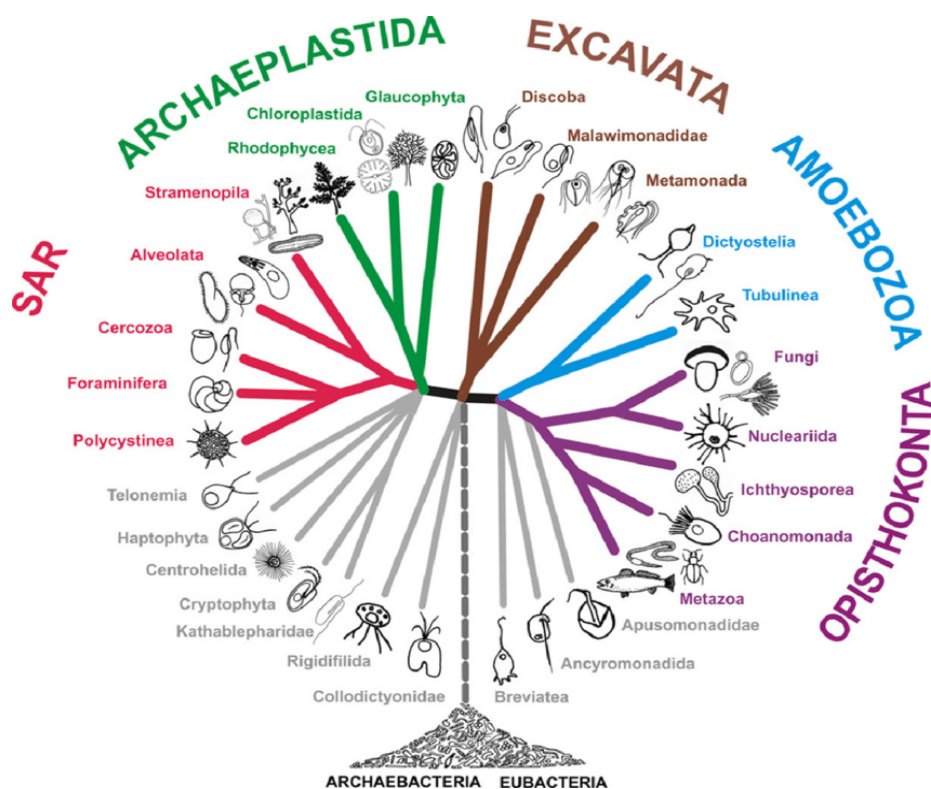 ARCHAEPLASTIDA
EXCAVATA
AMOEBOZOA
OPISTHOKONTA
SAR
Glaucophyta
Chloroplastida
Rhodophycea
Stramenopila
Alveolata
Cercozoa
Foraminifera
Polycystinea
Telonemia
Haptophyta
Centrohelida
Cryptophyta
Kathablepharidae
Rigidifilida
Collodictyonidae
Discoba
Malawimonadidae
Metamonada
Dictyostelia
Tubulinea
Fungi
Nucleariida
Ichthyosporea
Choanomonada
Metazoa
Apusomonadidae
Ancyromonadida
Breviatea
ARCHAEBACTERIA EUBACTERIA